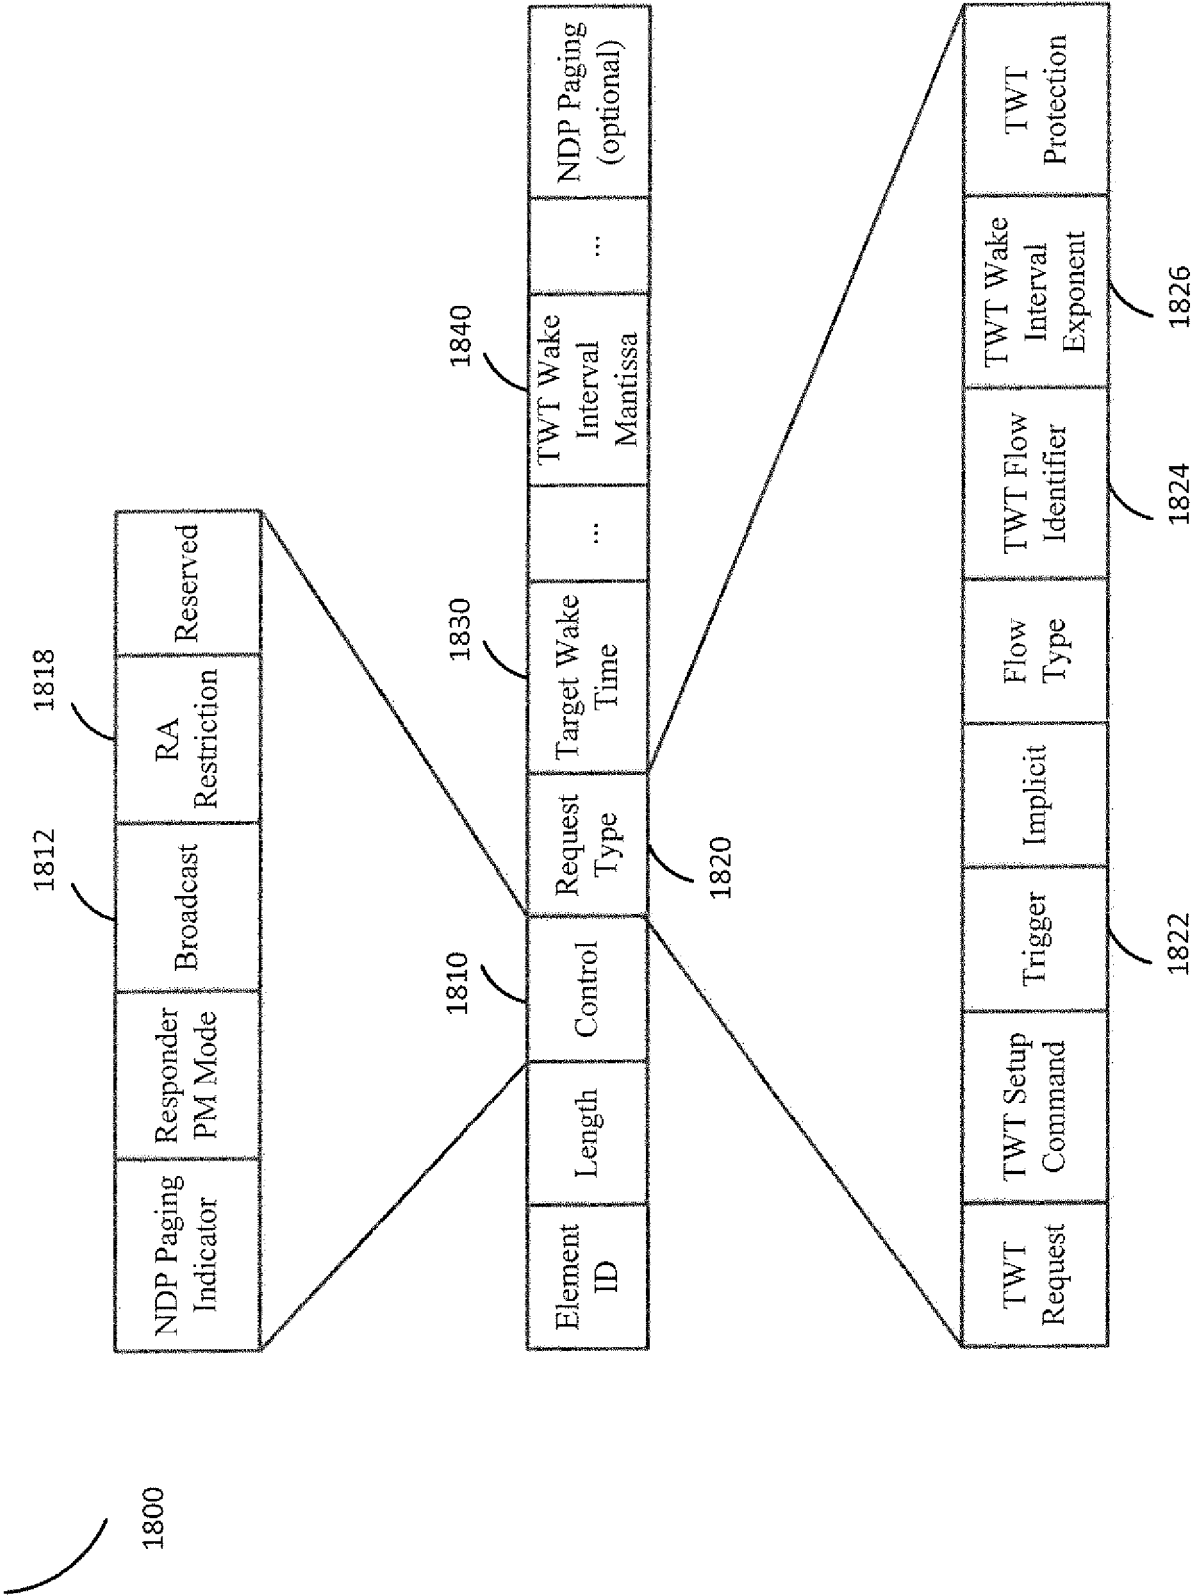 1800
1812
1818
NDP Paging
Indicator
Responder
PM Mode
Broadcast
RA
Restriction
Reserved
1810
1830
1840
Element
ID
Length
Control
Request
Type
Target Wake
Time
...
TWT Wake
Interval
Mantissa
...
NDP Paging
(optional)
1820
TWT
Request
TWT Setup
Command
Trigger
Implicit
Flow
Type
TWT Flow
Identifier
TWT Wake
Interval
Exponent
TWT
Protection
1822
1824
1826